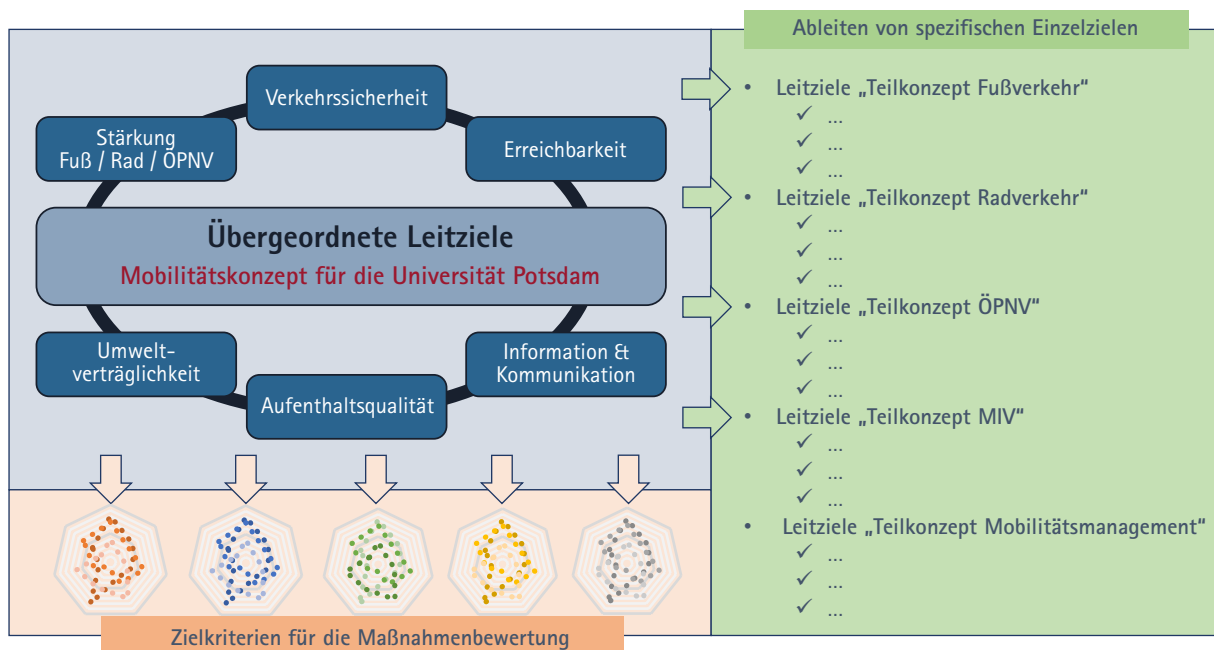 Verkehrssicherheit
Stärkung
Fuß / Rad / ÖPNV
Erreichbarkeit
Übergeordnete Leitziele
Mobilitätskonzept für die Universität Potsdam
Umwelt-
verträglichkeit
Information &
Kommunikation
Aufenthaltsqualität
Zielkriterien für die Maßnahmenbewertung
Ableiten von spezifischen Einzelzielen
• Leitziele „Teilkonzept Fußverkehr“
✓ ...
✓ ...
✓ ...
• Leitziele „Teilkonzept Radverkehr“
✓ ...
✓ ...
✓ ...
• Leitziele „Teilkonzept ÖPNV“
✓ ...
✓ ...
✓ ...
• Leitziele „Teilkonzept MIV“
✓ ...
✓ ...
✓ ...
• Leitziele „Teilkonzept Mobilitätsmanagement“
✓ ...
✓ ...
✓ ...